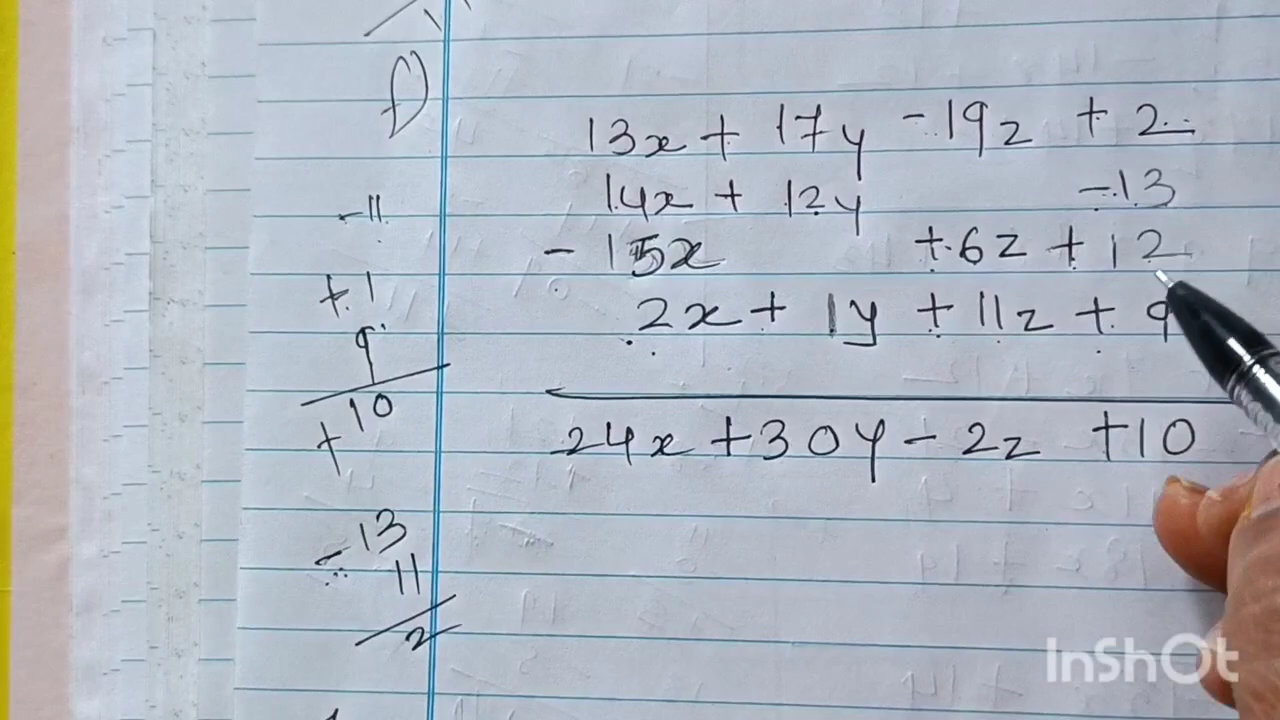 f)
13x + 17y - 19z + 2
14x + 12y - 13
- 15x + 6z + 12
2x + 1y + 11z + 9
24x + 30y - 2z + 10
- 11
+ 1
9
+ 10
- 13
11
2
InShOt